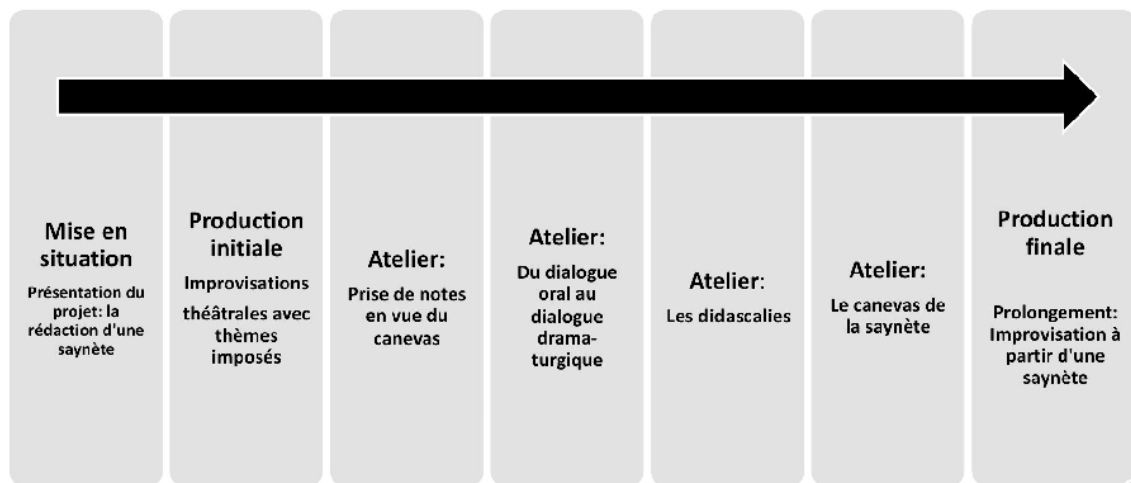 Mise en
situation
Présentation du
projet: la
rédaction d'une
saynète
Production
initiale
Improvisations
théâtrales avec
thèmes
imposés
Atelier:
Prise de notes
en vue du
canevas
Atelier:
Du dialogue
oral au
dialogue
drama-
turgique
Atelier:
Les didascalies
Atelier:
Le canevas de
la saynète
Production
finale
Prolongement:
Improvisation à
partir d'une
saynète